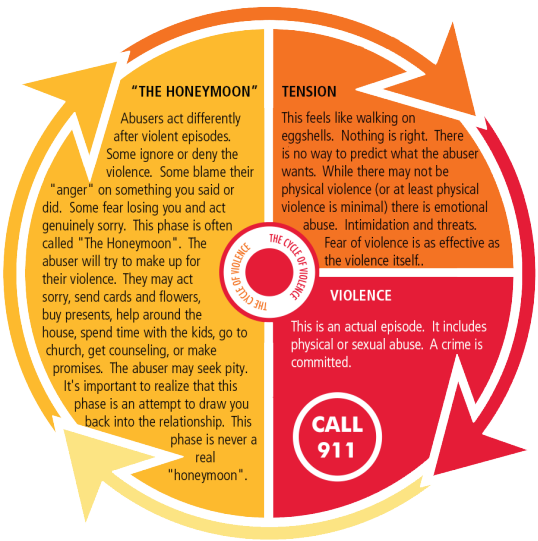 "THE HONEYMOON"
Abusers act differently
after violent episodes.
Some ignore or deny the
violence.  Some blame their
"anger" on something you said or
did.  Some fear losing you and act
genuinely sorry.  This phase is often
called "The Honeymoon".  The
abuser will try to make up for
their violence.  They may act
sorry, send cards and flowers,
buy presents, help around the
house, spend time with the kids, go to
church, get counseling, or make
promises.  The abuser may seek pity.
It's important to realize that this
phase is an attempt to draw you
back into the relationship.  This
phase is never a
real
"honeymoon".
TENSION
This feels like walking on
eggshells.  Nothing is right.  There
is no way to predict what the abuser
wants.  While there may not be
physical violence (or at least physical
violence is minimal) there is emotional
abuse.  Intimidation and threats.
Fear of violence is as effective as
the violence itself..
THE CYCLE OF VIOLENCE
THE CYCLE OF VIOLENCE
VIOLENCE
This is an actual episode.  It includes
physical or sexual abuse.  A crime is
committed.
CALL
911